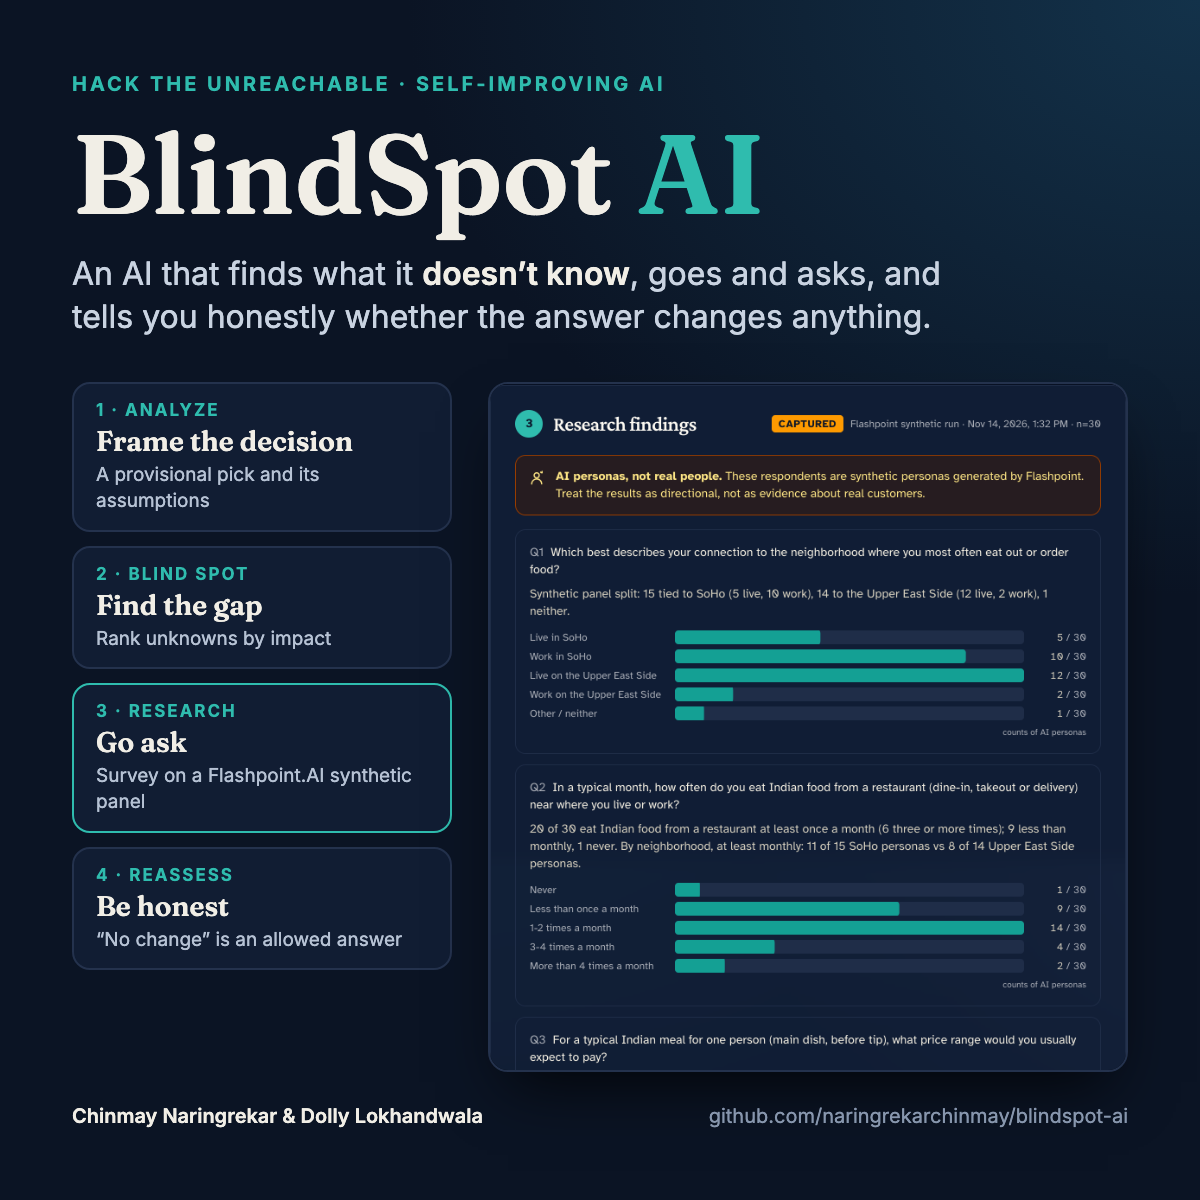 HACK THE UNREACHABLE · SELF-IMPROVING AI
BlindSpot AI
An AI that finds what it doesn’t know, goes and asks, and
tells you honestly whether the answer changes anything.
1 · ANALYZE
Frame the decision
A provisional pick and its
assumptions
2 · BLIND SPOT
Find the gap
Rank unknowns by impact
3 · RESEARCH
Go ask
Survey on a Flashpoint.AI synthetic
panel
4 · REASSESS
Be honest
“No change” is an allowed answer
3 Research findings
CAPTURED Flashpoint synthetic run · Nov 14, 2026, 1:32 PM · n=30
AI personas, not real people. These respondents are synthetic personas generated by Flashpoint.
Treat the results as directional, not as evidence about real customers.
Q1 Which best describes your connection to the neighborhood where you most often eat out or order
food?
Synthetic panel split: 15 tied to SoHo (5 live, 10 work), 14 to the Upper East Side (12 live, 2 work), 1
neither.
Live in SoHo 5 / 30
Work in SoHo 10 / 30
Live on the Upper East Side 12 / 30
Work on the Upper East Side 2 / 30
Other / neither 1 / 30
counts of AI personas
Q2 In a typical month, how often do you eat Indian food from a restaurant (dine-in, takeout or delivery)
near where you live or work?
20 of 30 eat Indian food from a restaurant at least once a month (6 three or more times); 9 less than
monthly, 1 never. By neighborhood, at least monthly: 11 of 15 SoHo personas vs 8 of 14 Upper East Side
personas.
Never 1 / 30
Less than once a month 9 / 30
1-2 times a month 14 / 30
3-4 times a month 4 / 30
More than 4 times a month 2 / 30
counts of AI personas
Q3 For a typical Indian meal for one person (main dish, before tip), what price range would you usually
expect to pay?
Chinmay Naringrekar & Dolly Lokhandwala
github.com/naringrekarchinmay/blindspot-ai